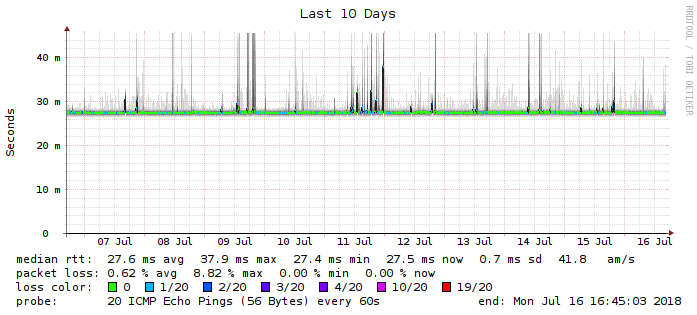 Last 10 Days
RRDTOOL / TOBI OETIKER
Seconds
40 m
30 m
20 m
10 m
0
07 Jul 08 Jul 09 Jul 10 Jul 11 Jul 12 Jul 13 Jul 14 Jul 15 Jul 16 Jul
median rtt: 27.6 ms avg 37.9 ms max 27.4 ms min 27.5 ms now 0.7 ms sd 41.8 am/s
packet loss: 0.62 % avg 8.82 % max 0.00 % min 0.00 % now
loss color: 0 1/20 2/20 3/20 4/20 10/20 19/20
probe: 20 ICMP Echo Pings (56 Bytes) every 60s end: Mon Jul 16 16:45:03 2018